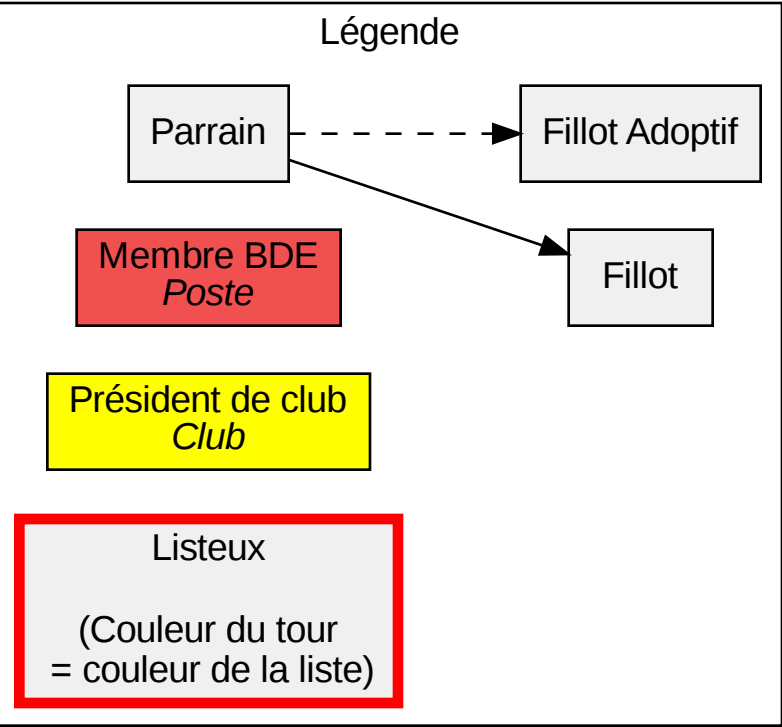 Légende
Parrain
Fillot Adoptif
Membre BDE
Poste
Fillot
Président de club
Club
Listeux
(Couleur du tour
= couleur de la liste)